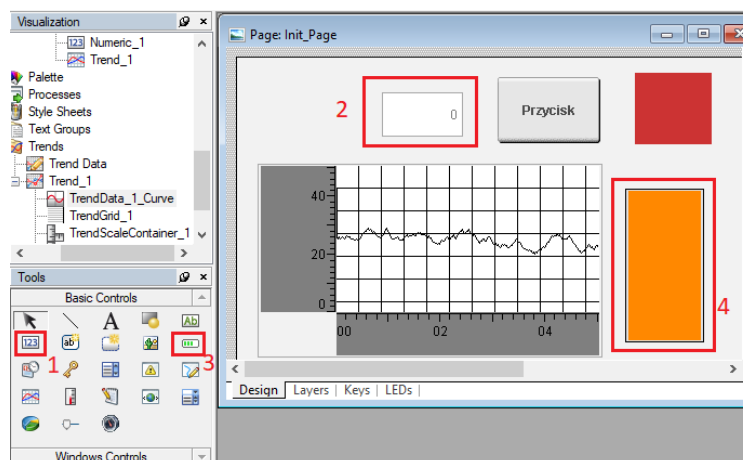 Visualization
Numeric_1
Trend_1
Palette
Processes
Style Sheets
Text Groups
Trends
Trend Data
Trend_1
TrendData_1_Curve
TrendGrid_1
TrendScaleContainer_1
Tools
Basic Controls
A
Ab
123
ab
1
3
Windows Controls
Page: Init_Page
2
0
Przycisk
40
20
0
00
02
04
4
Design | Layers | Keys | LEDs |